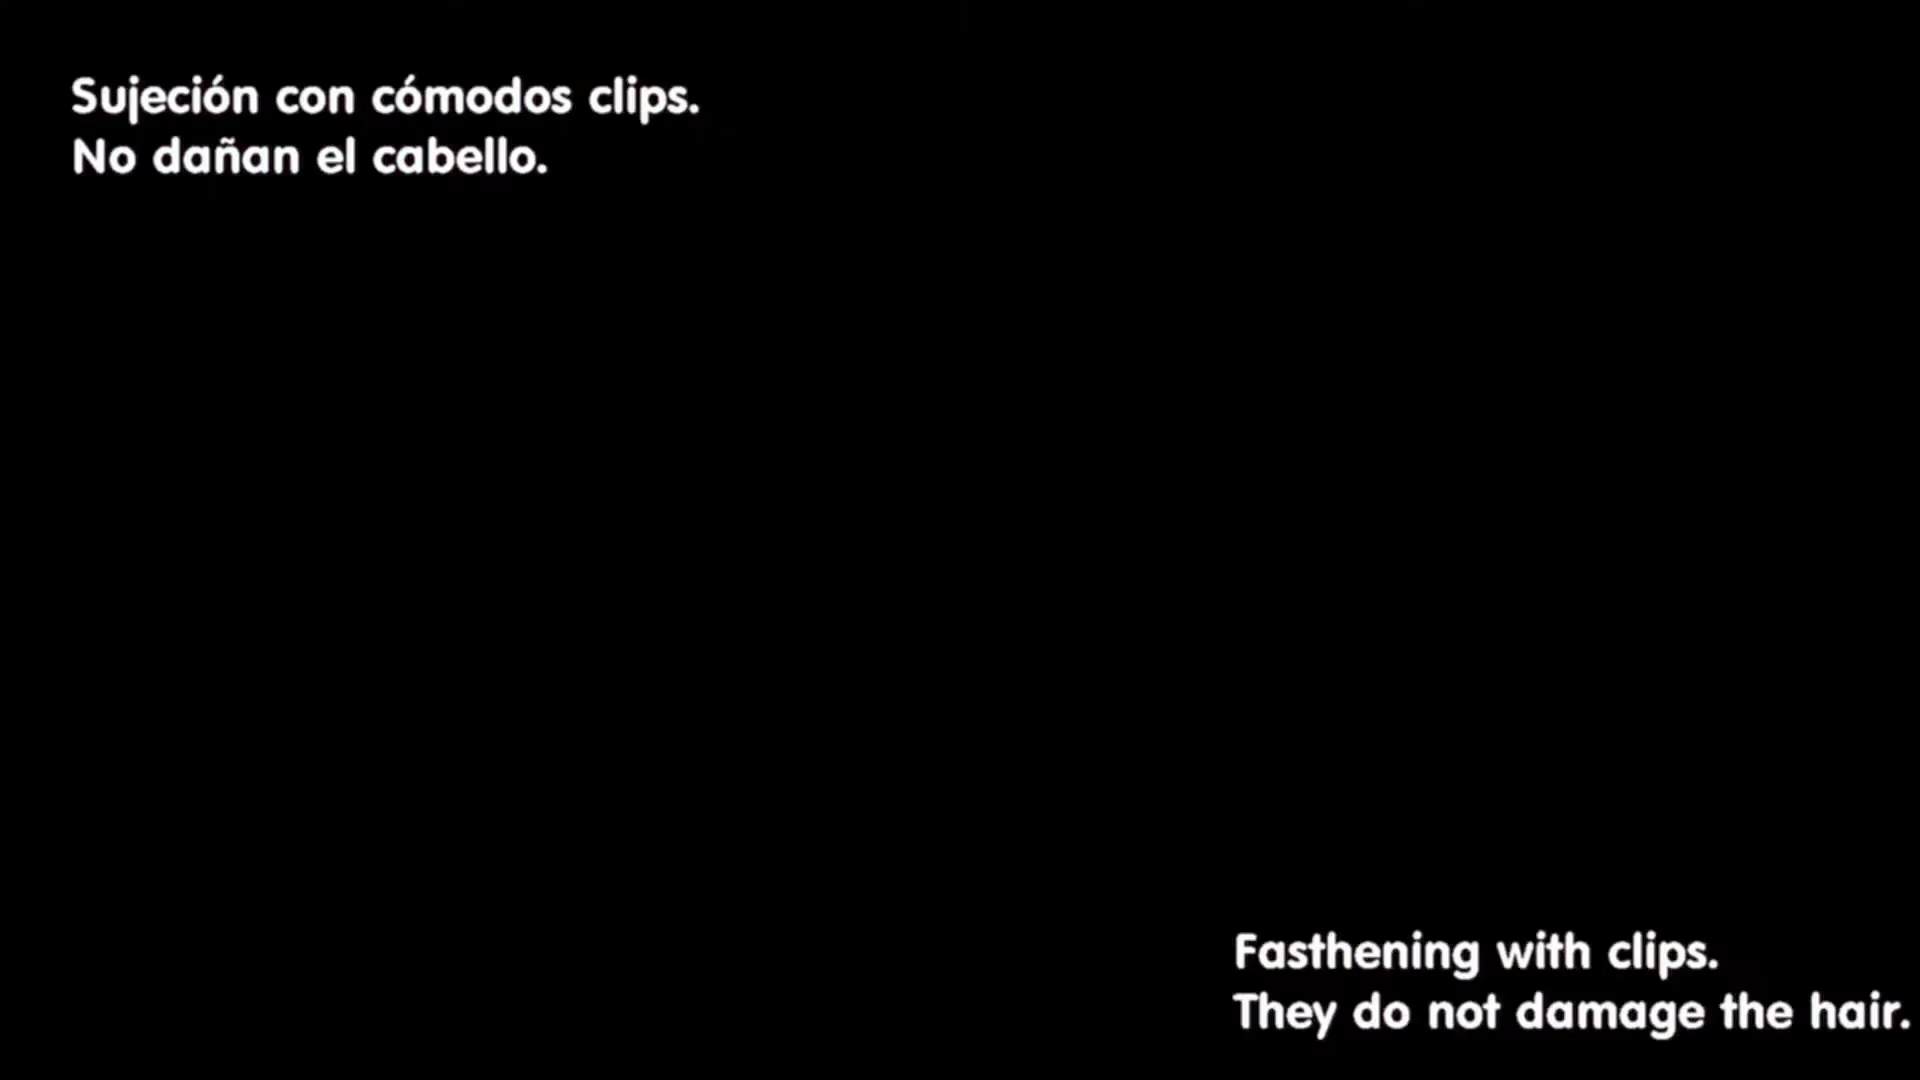 Sujeción con cómodos clips.
No dañan el cabello.
Fasthening with clips.
They do not damage the hair.